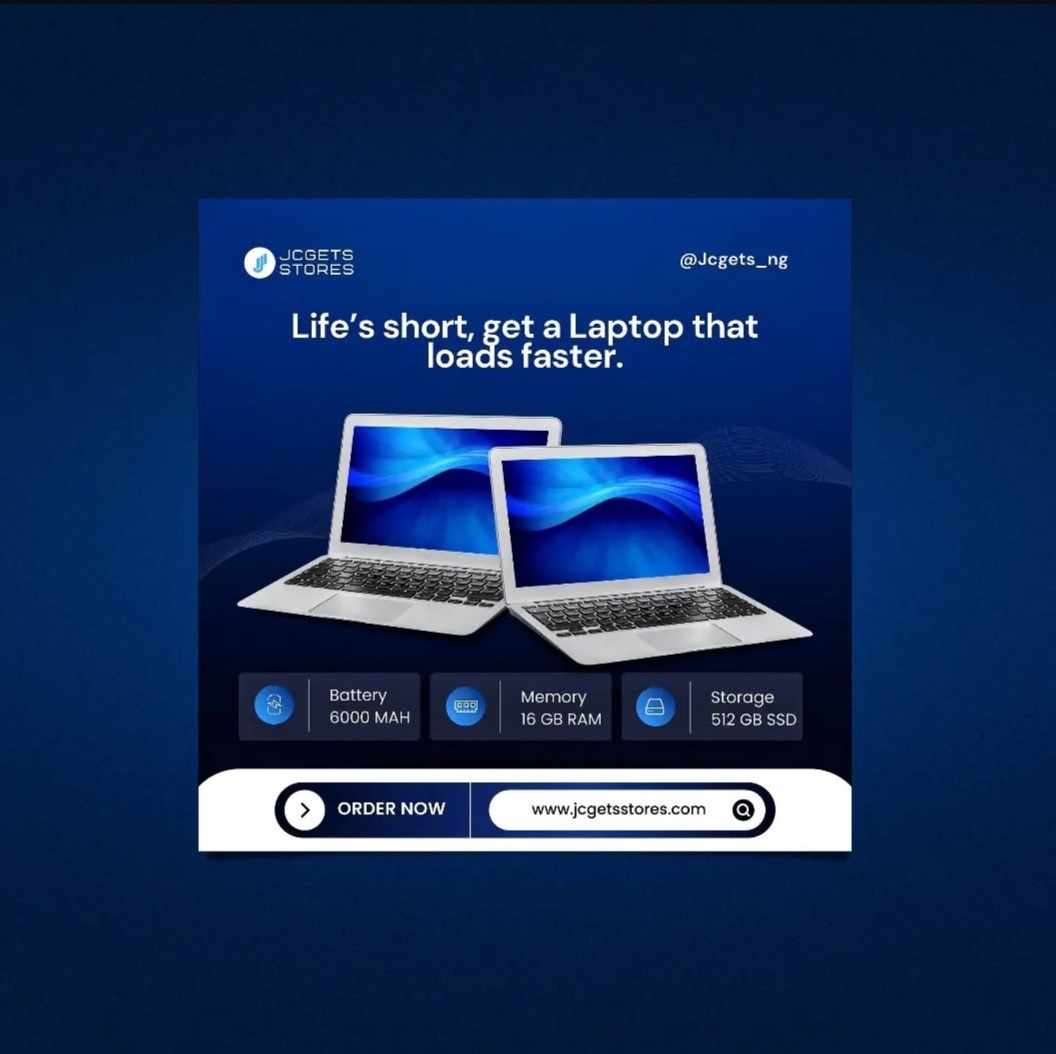 JCGETS
STORES
@Jcgets_ng
Life’s short, get a Laptop that
loads faster.
Battery
6000 MAH
Memory
16 GB RAM
Storage
512 GB SSD
ORDER NOW
www.jcgetsstores.com